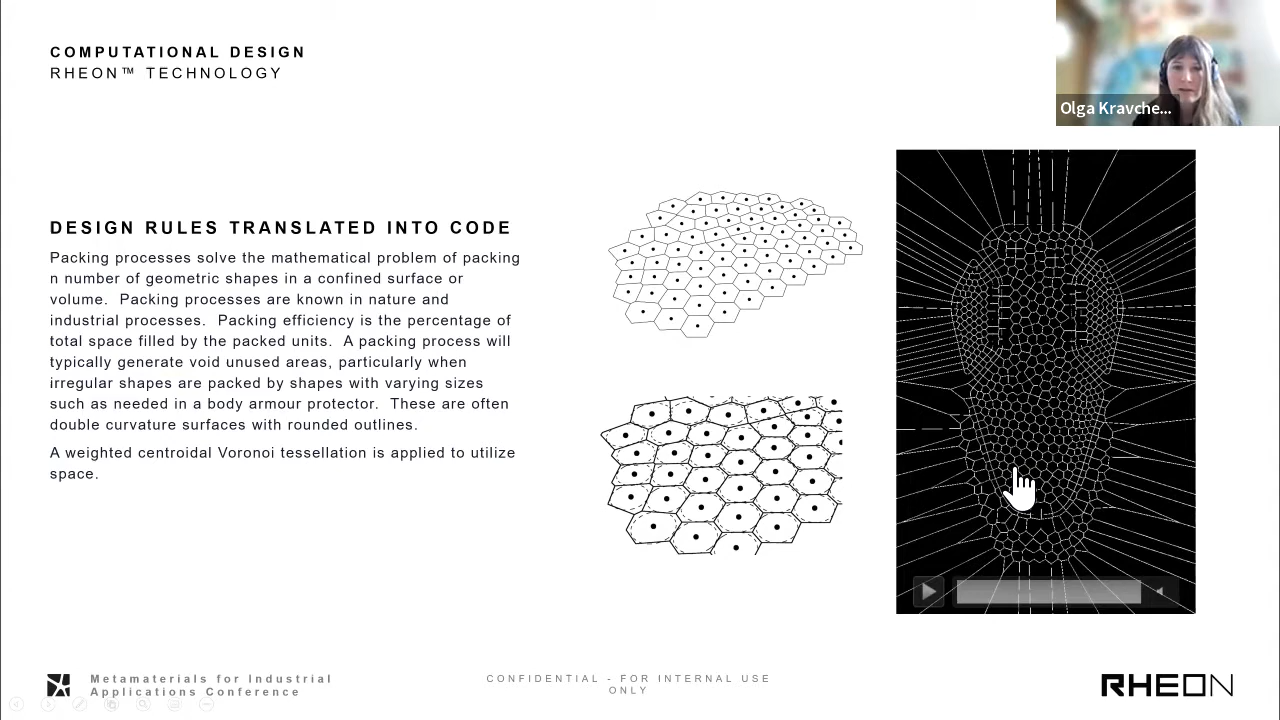 COMPUTATIONAL DESIGN
RHEON™ TECHNOLOGY
Olga Kravche...
DESIGN RULES TRANSLATED INTO CODE
Packing processes solve the mathematical problem of packing
n number of geometric shapes in a confined surface or
volume.  Packing processes are known in nature and
industrial processes.  Packing efficiency is the percentage of
total space filled by the packed units.  A packing process will
typically generate void unused areas, particularly when
irregular shapes are packed by shapes with varying sizes
such as needed in a body armour protector.  These are often
double curvature surfaces with rounded outlines.
A weighted centroidal Voronoi tessellation is applied to utilize
space.
Metamaterials for Industrial
Applications Conference
CONFIDENTIAL - FOR INTERNAL USE
ONLY
RHEON